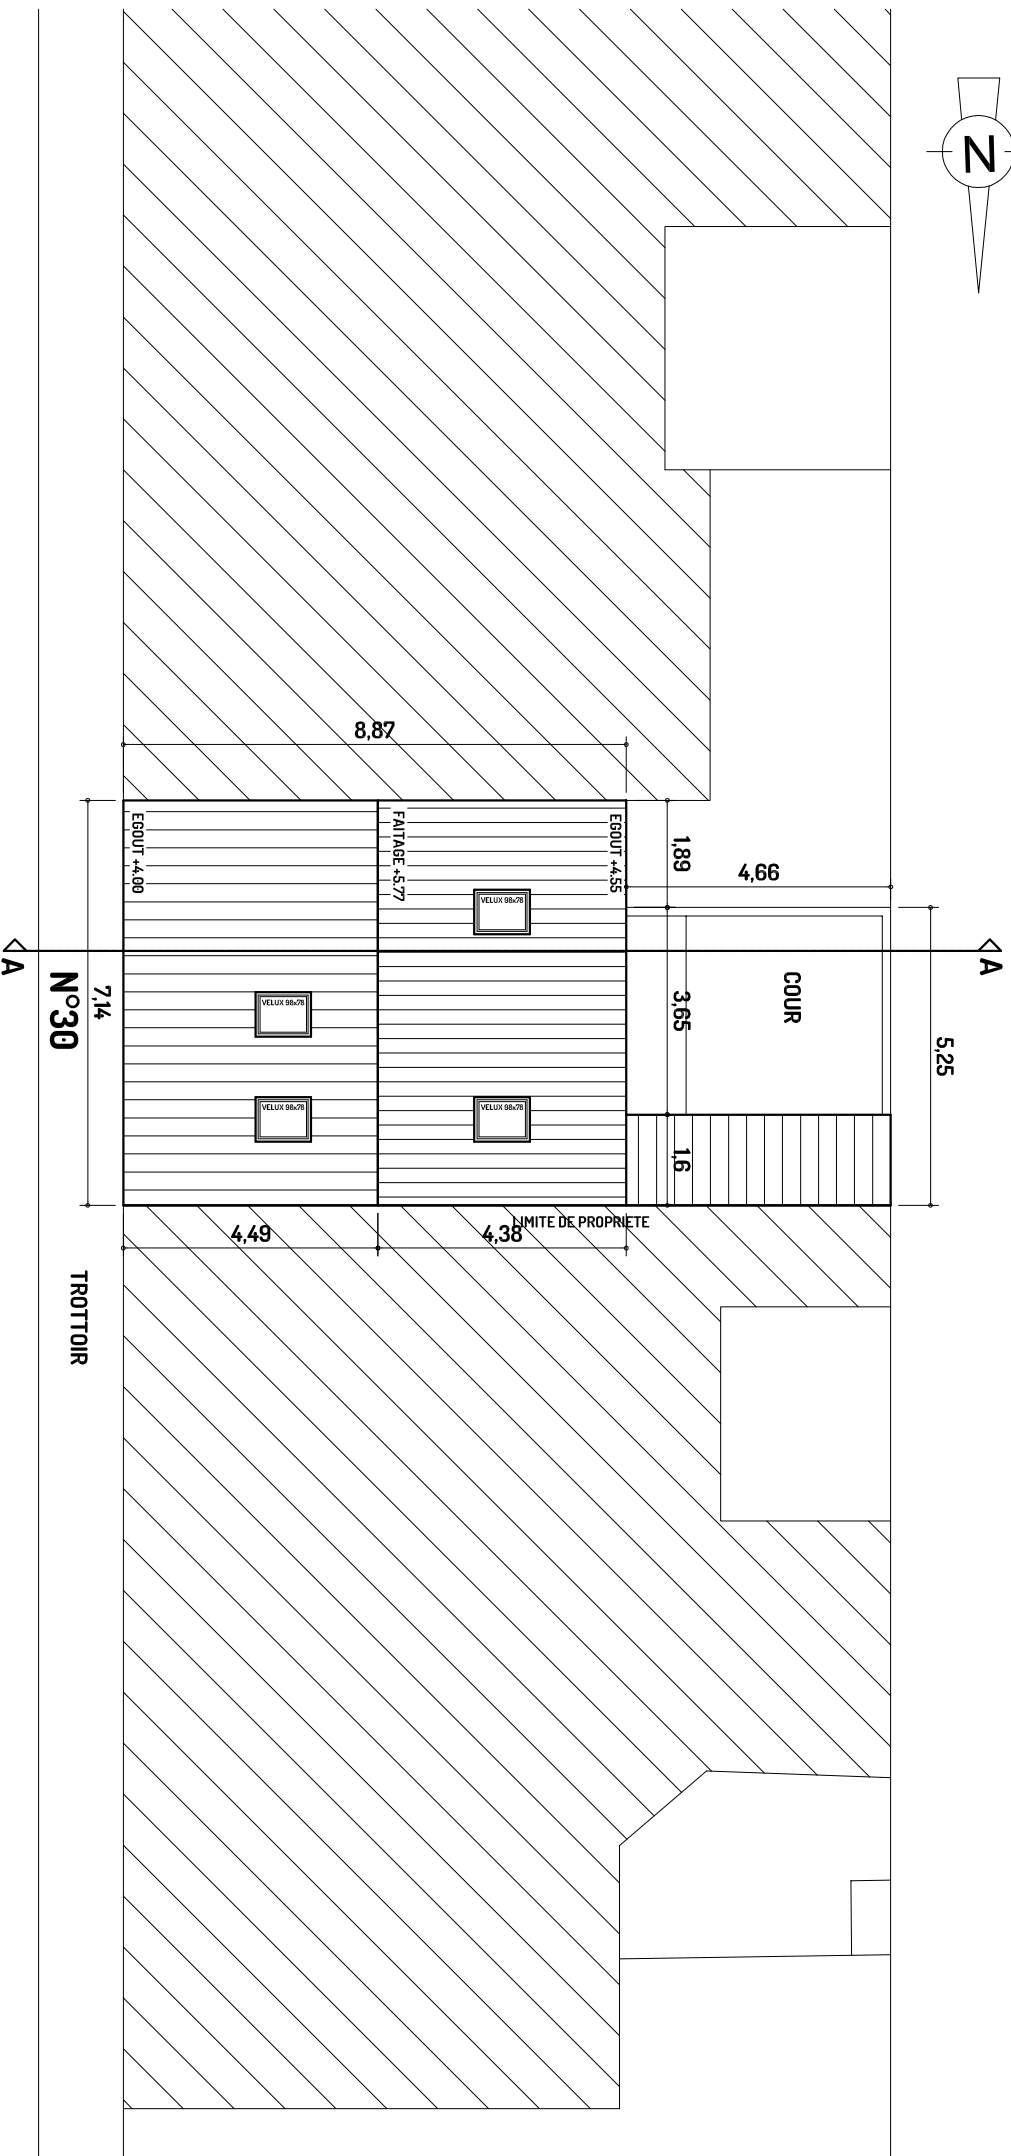 N
8,87
EGOUT +4.00
FAITAGE +5.77
EGOUT +4.55
1,89
4,66
VELUX 98x78
A
A
N°30
7,14
VELUX 98x78
3,65
COUR
5,25
VELUX 98x78
VELUX 98x78
1,6
LIMITE DE PROPRIETE
4,49
4,38
TROTTOIR